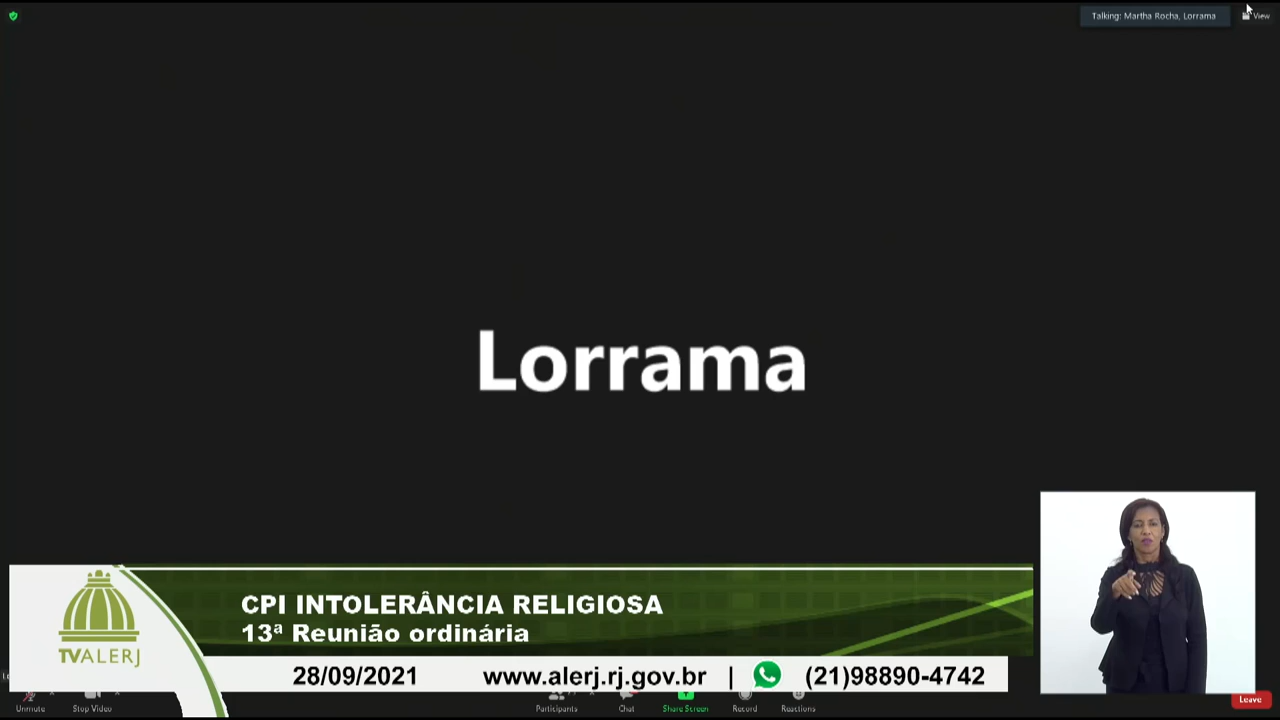 Talking: Martha Rocha, Lorrama
View
Lorrama
CPI INTOLERÂNCIA RELIGIOSA
13ª Reunião ordinária
TVALERJ
28/09/2021 www.alerj.rj.gov.br | (21)98890-4742
Unmute Stop Video Participants Chat Share Screen Record Reactions Leave